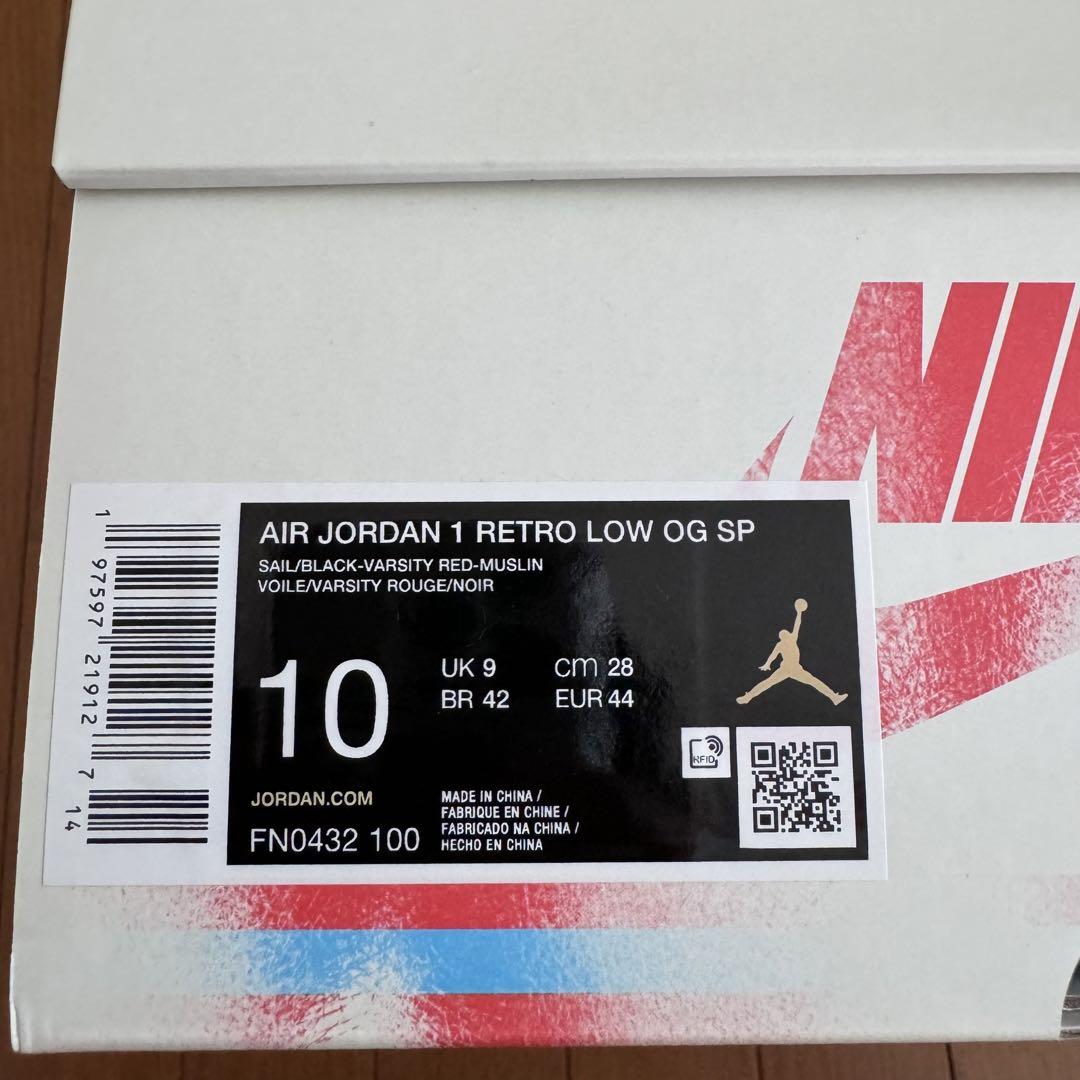 NIK
AIR JORDAN 1 RETRO LOW OG SP
SAIL/BLACK-VARSITY RED-MUSLIN
VOILE/VARSITY ROUGE/NOIR
10
UK 9 cm 28
BR 42 EUR 44
RFID
JORDAN.COM
FN0432 100
MADE IN CHINA /
FABRIQUE EN CHINE /
FABRICADO NA CHINA /
HECHO EN CHINA
1 97597 21912 7 14